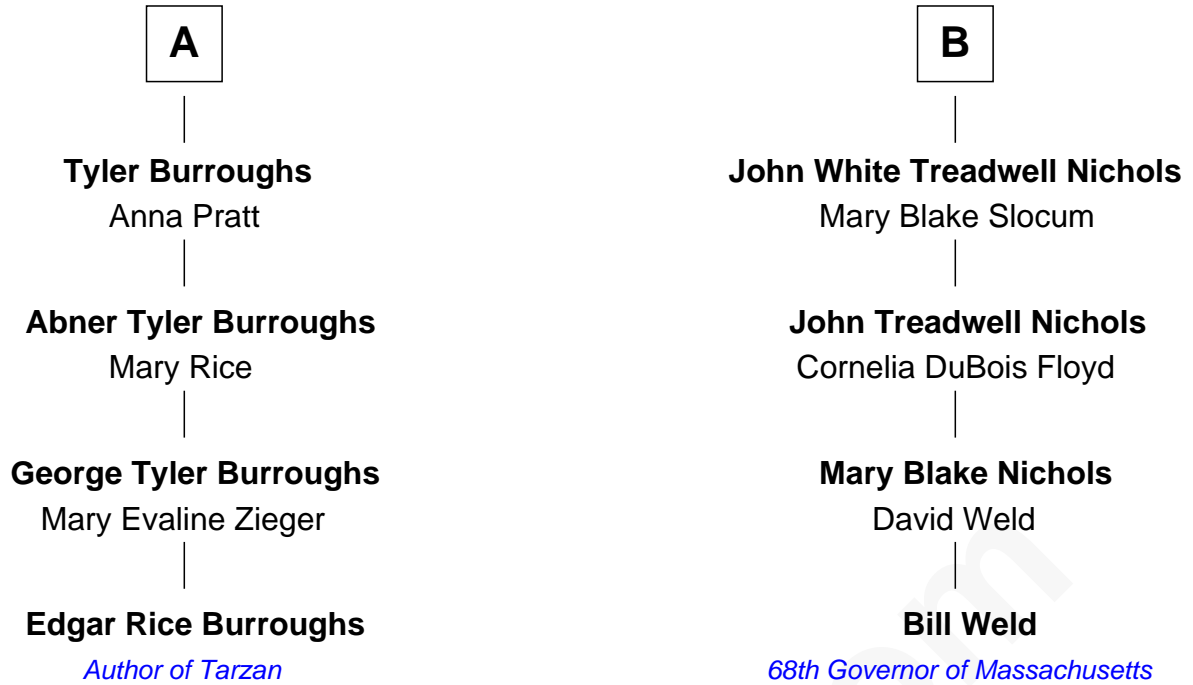 A
Tyler Burroughs
Anna Pratt
Abner Tyler Burroughs
Mary Rice
George Tyler Burroughs
Mary Evaline Zieger
Edgar Rice Burroughs
Author of Tarzan
B
John White Treadwell Nichols
Mary Blake Slocum
John Treadwell Nichols
Cornelia DuBois Floyd
Mary Blake Nichols
David Weld
Bill Weld
68th Governor of Massachusetts